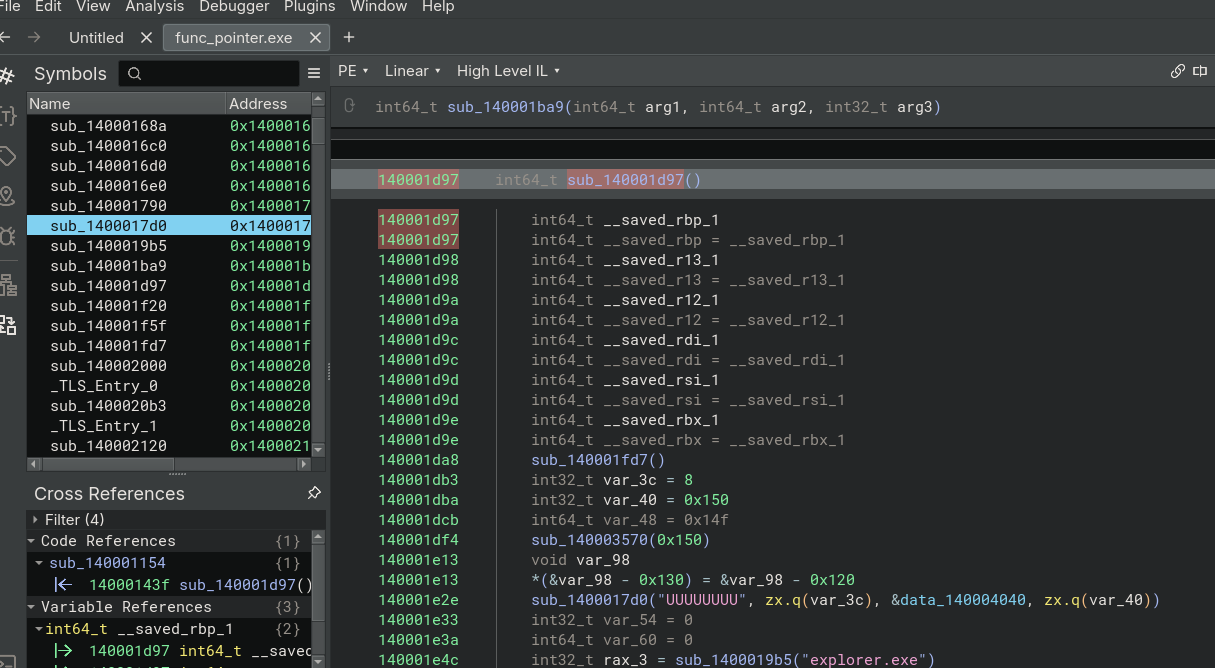 File Edit View Analysis Debugger Plugins Window Help
Untitled func_pointer.exe
Symbols
Name Address
sub_14000168a 0x1400016
sub_1400016c0 0x1400016
sub_1400016d0 0x1400016
sub_1400016e0 0x1400016
sub_140001790 0x1400017
sub_1400017d0 0x1400017
sub_1400019b5 0x1400019
sub_140001ba9 0x140001b
sub_140001d97 0x140001d
sub_140001f20 0x140001f
sub_140001f5f 0x140001f
sub_140001fd7 0x140001f
sub_140002000 0x1400020
_TLS_Entry_0 0x1400020
sub_1400020b3 0x1400020
_TLS_Entry_1 0x1400020
sub_140002120 0x1400021
Cross References
Filter (4)
Code References {1}
sub_140001154 {1}
14000143f sub_140001d97()
Variable References {3}
int64_t __saved_rbp_1 {2}
140001d97 int64_t __saved
PE Linear High Level IL
int64_t sub_140001ba9(int64_t arg1, int64_t arg2, int32_t arg3)
140001d97 int64_t sub_140001d97()
140001d97 int64_t __saved_rbp_1
140001d97 int64_t __saved_rbp = __saved_rbp_1
140001d98 int64_t __saved_r13_1
140001d98 int64_t __saved_r13 = __saved_r13_1
140001d9a int64_t __saved_r12_1
140001d9a int64_t __saved_r12 = __saved_r12_1
140001d9c int64_t __saved_rdi_1
140001d9c int64_t __saved_rdi = __saved_rdi_1
140001d9d int64_t __saved_rsi_1
140001d9d int64_t __saved_rsi = __saved_rsi_1
140001d9e int64_t __saved_rbx_1
140001d9e int64_t __saved_rbx = __saved_rbx_1
140001da8 sub_140001fd7()
140001db3 int32_t var_3c = 8
140001dba int32_t var_40 = 0x150
140001dcb int64_t var_48 = 0x14f
140001df4 sub_140003570(0x150)
140001e13 void var_98
140001e13 *(&var_98 - 0x130) = &var_98 - 0x120
140001e2e sub_1400017d0("UUUUUUUU", zx.q(var_3c), &data_140004040, zx.q(var_40))
140001e33 int32_t var_54 = 0
140001e3a int64_t var_60 = 0
140001e4c int32_t rax_3 = sub_1400019b5("explorer.exe")